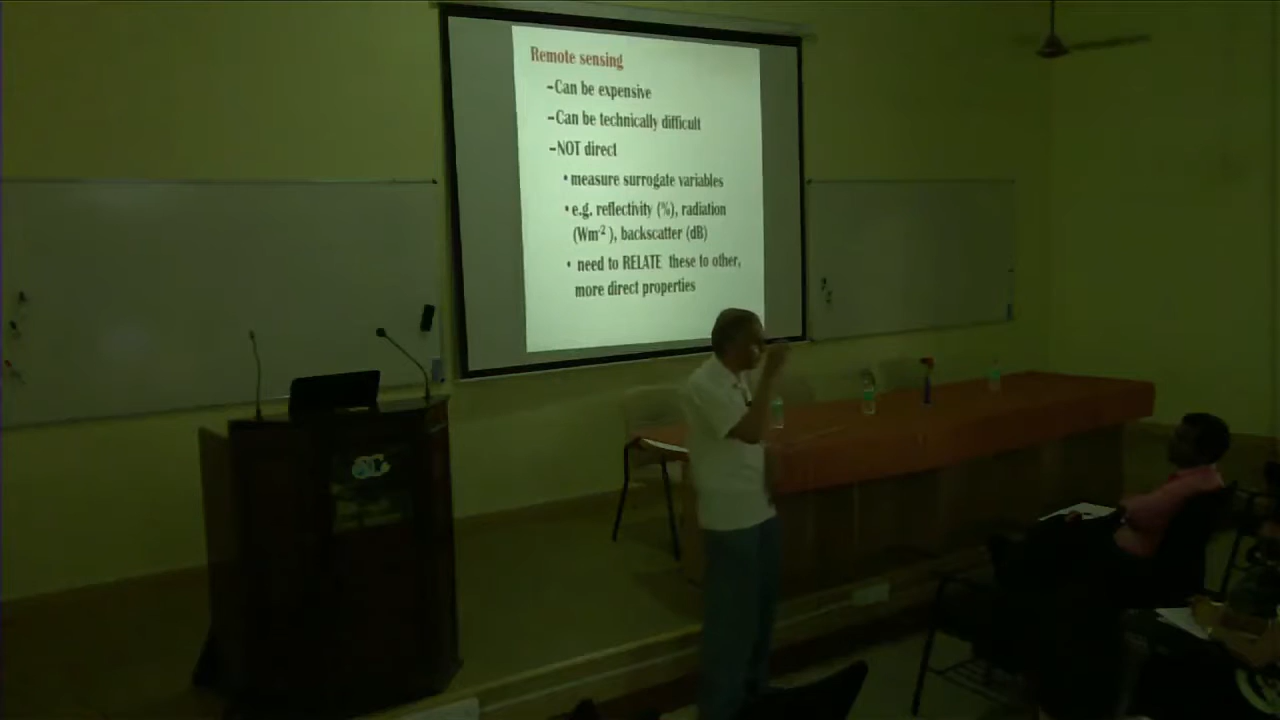 Remote sensing
–Can be expensive
–Can be technically difficult
–NOT direct
• measure surrogate variables
• e.g. reflectivity (%), radiation
(Wm⁻² ), backscatter (dB)
• need to RELATE these to other,
more direct properties